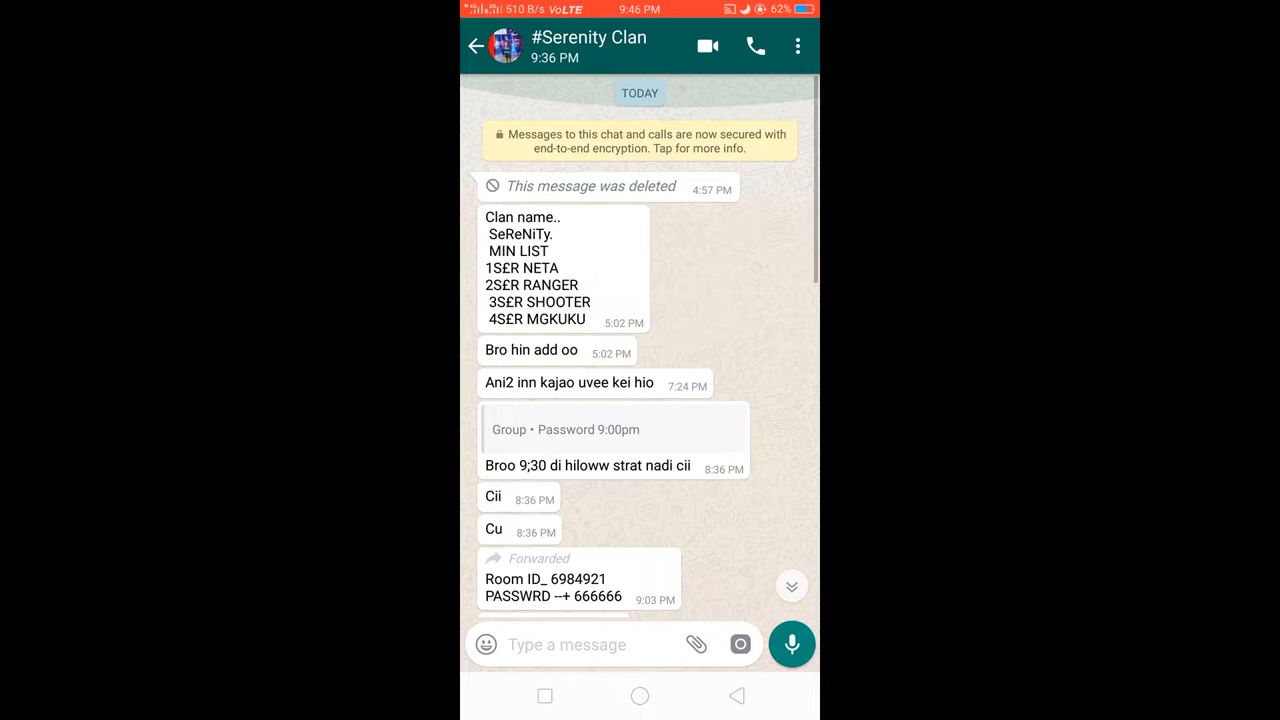 510 B/s VoLTE 9:46 PM 62%
#Serenity Clan
9:36 PM
TODAY
Messages to this chat and calls are now secured with
end-to-end encryption. Tap for more info.
This message was deleted 4:57 PM
Clan name..
SeReNiTy.
MIN LIST
1S£R NETA
2S£R RANGER
3S£R SHOOTER
4S£R MGKUKU 5:02 PM
Bro hin add oo 5:02 PM
Ani2 inn kajao uvee kei hio 7:24 PM
Group • Password 9:00pm
Broo 9;30 di hiloww strat nadi cii 8:36 PM
Cii 8:36 PM
Cu 8:36 PM
Forwarded
Room ID_ 6984921
PASSWRD --+ 666666 9:03 PM
Type a message